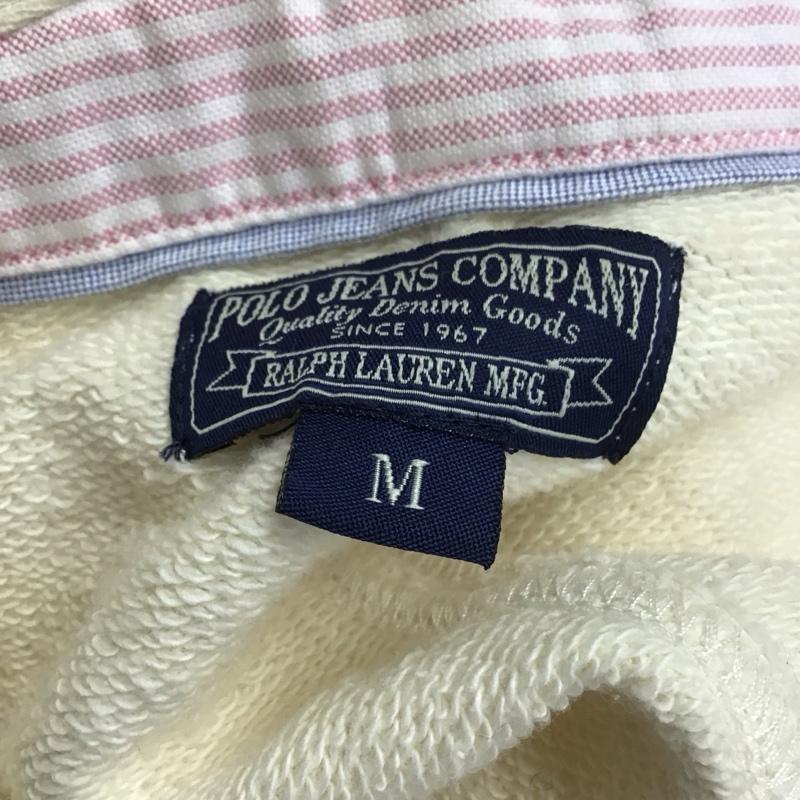 POLO JEANS COMPANY
Quality Denim Goods
SINCE 1967
RALPH LAUREN MFG.
M